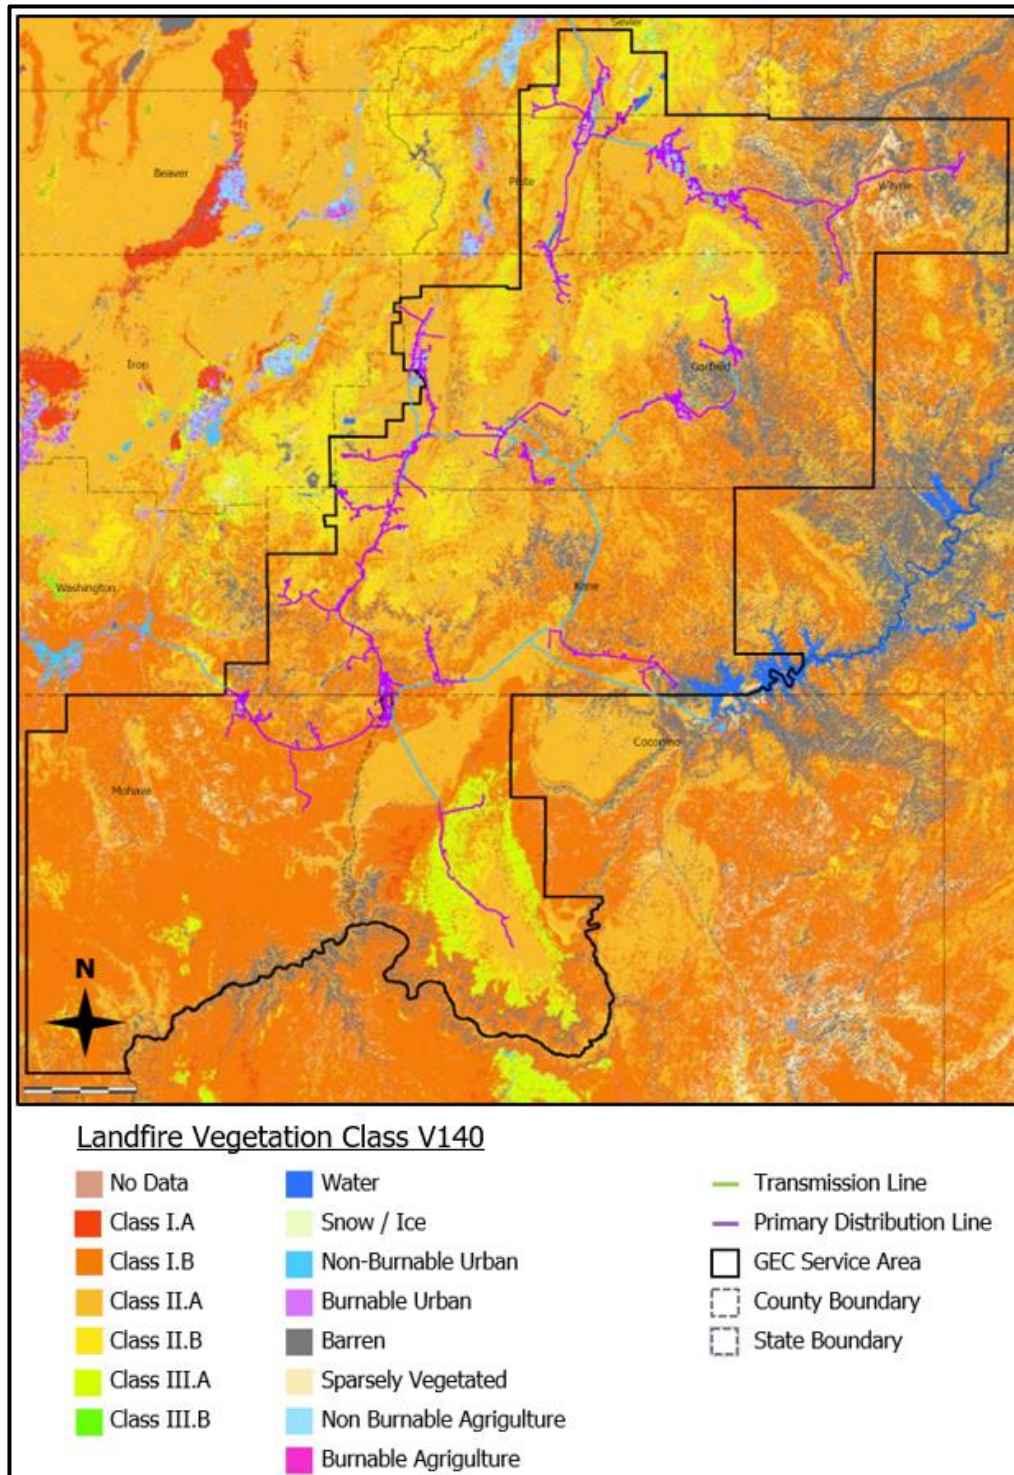 Sevier
Beaver
Piute
Wayne
Iron
Garfield
Washington
Kane
Coconino
Mohave
N
Landfire Vegetation Class V140
No Data
Class I.A
Class I.B
Class II.A
Class II.B
Class III.A
Class III.B
Water
Snow / Ice
Non-Burnable Urban
Burnable Urban
Barren
Sparsely Vegetated
Non Burnable Agrigulture
Burnable Agrigulture
Transmission Line
Primary Distribution Line
GEC Service Area
County Boundary
State Boundary